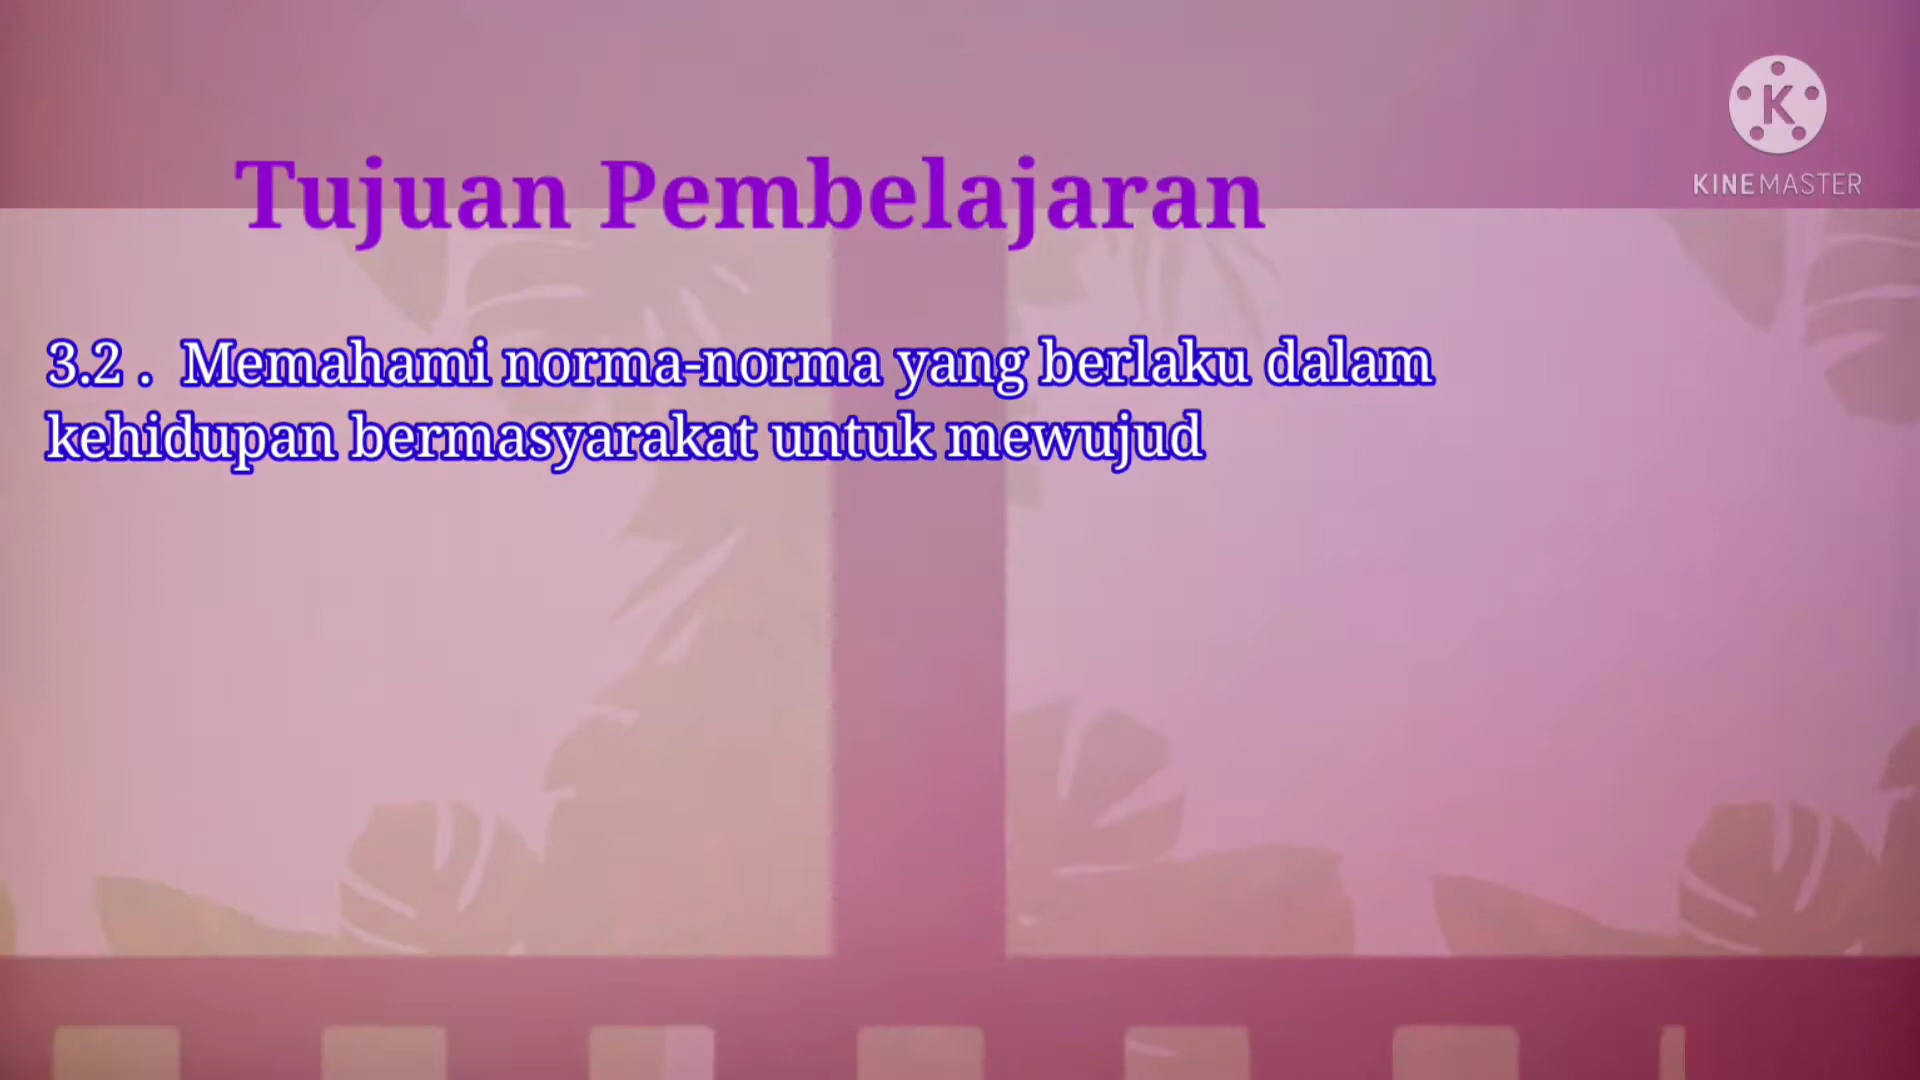 K
KINEMASTER
Tujuan Pembelajaran
3.2 . Memahami norma-norma yang berlaku dalam
kehidupan bermasyarakat untuk mewujud